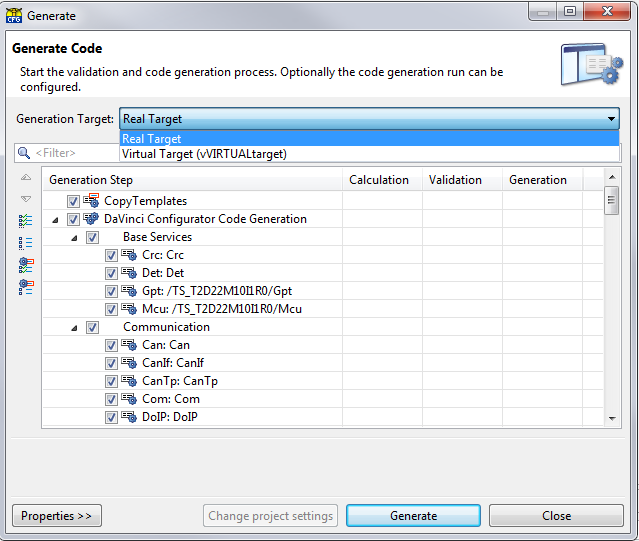 CFG
Generate
Generate Code
Start the validation and code generation process. Optionally the code generation run can be
configured.
Generation Target: Real Target
Real Target
Virtual Target (vVIRTUALtarget)
<Filter>
Generation Step Calculation Validation Generation
CopyTemplates
DaVinci Configurator Code Generation
Base Services
Crc: Crc
Det: Det
Gpt: /TS_T2D22M10I1R0/Gpt
Mcu: /TS_T2D22M10I1R0/Mcu
Communication
Can: Can
CanIf: CanIf
CanTp: CanTp
Com: Com
DoIP: DoIP
Properties >> Change project settings Generate Close